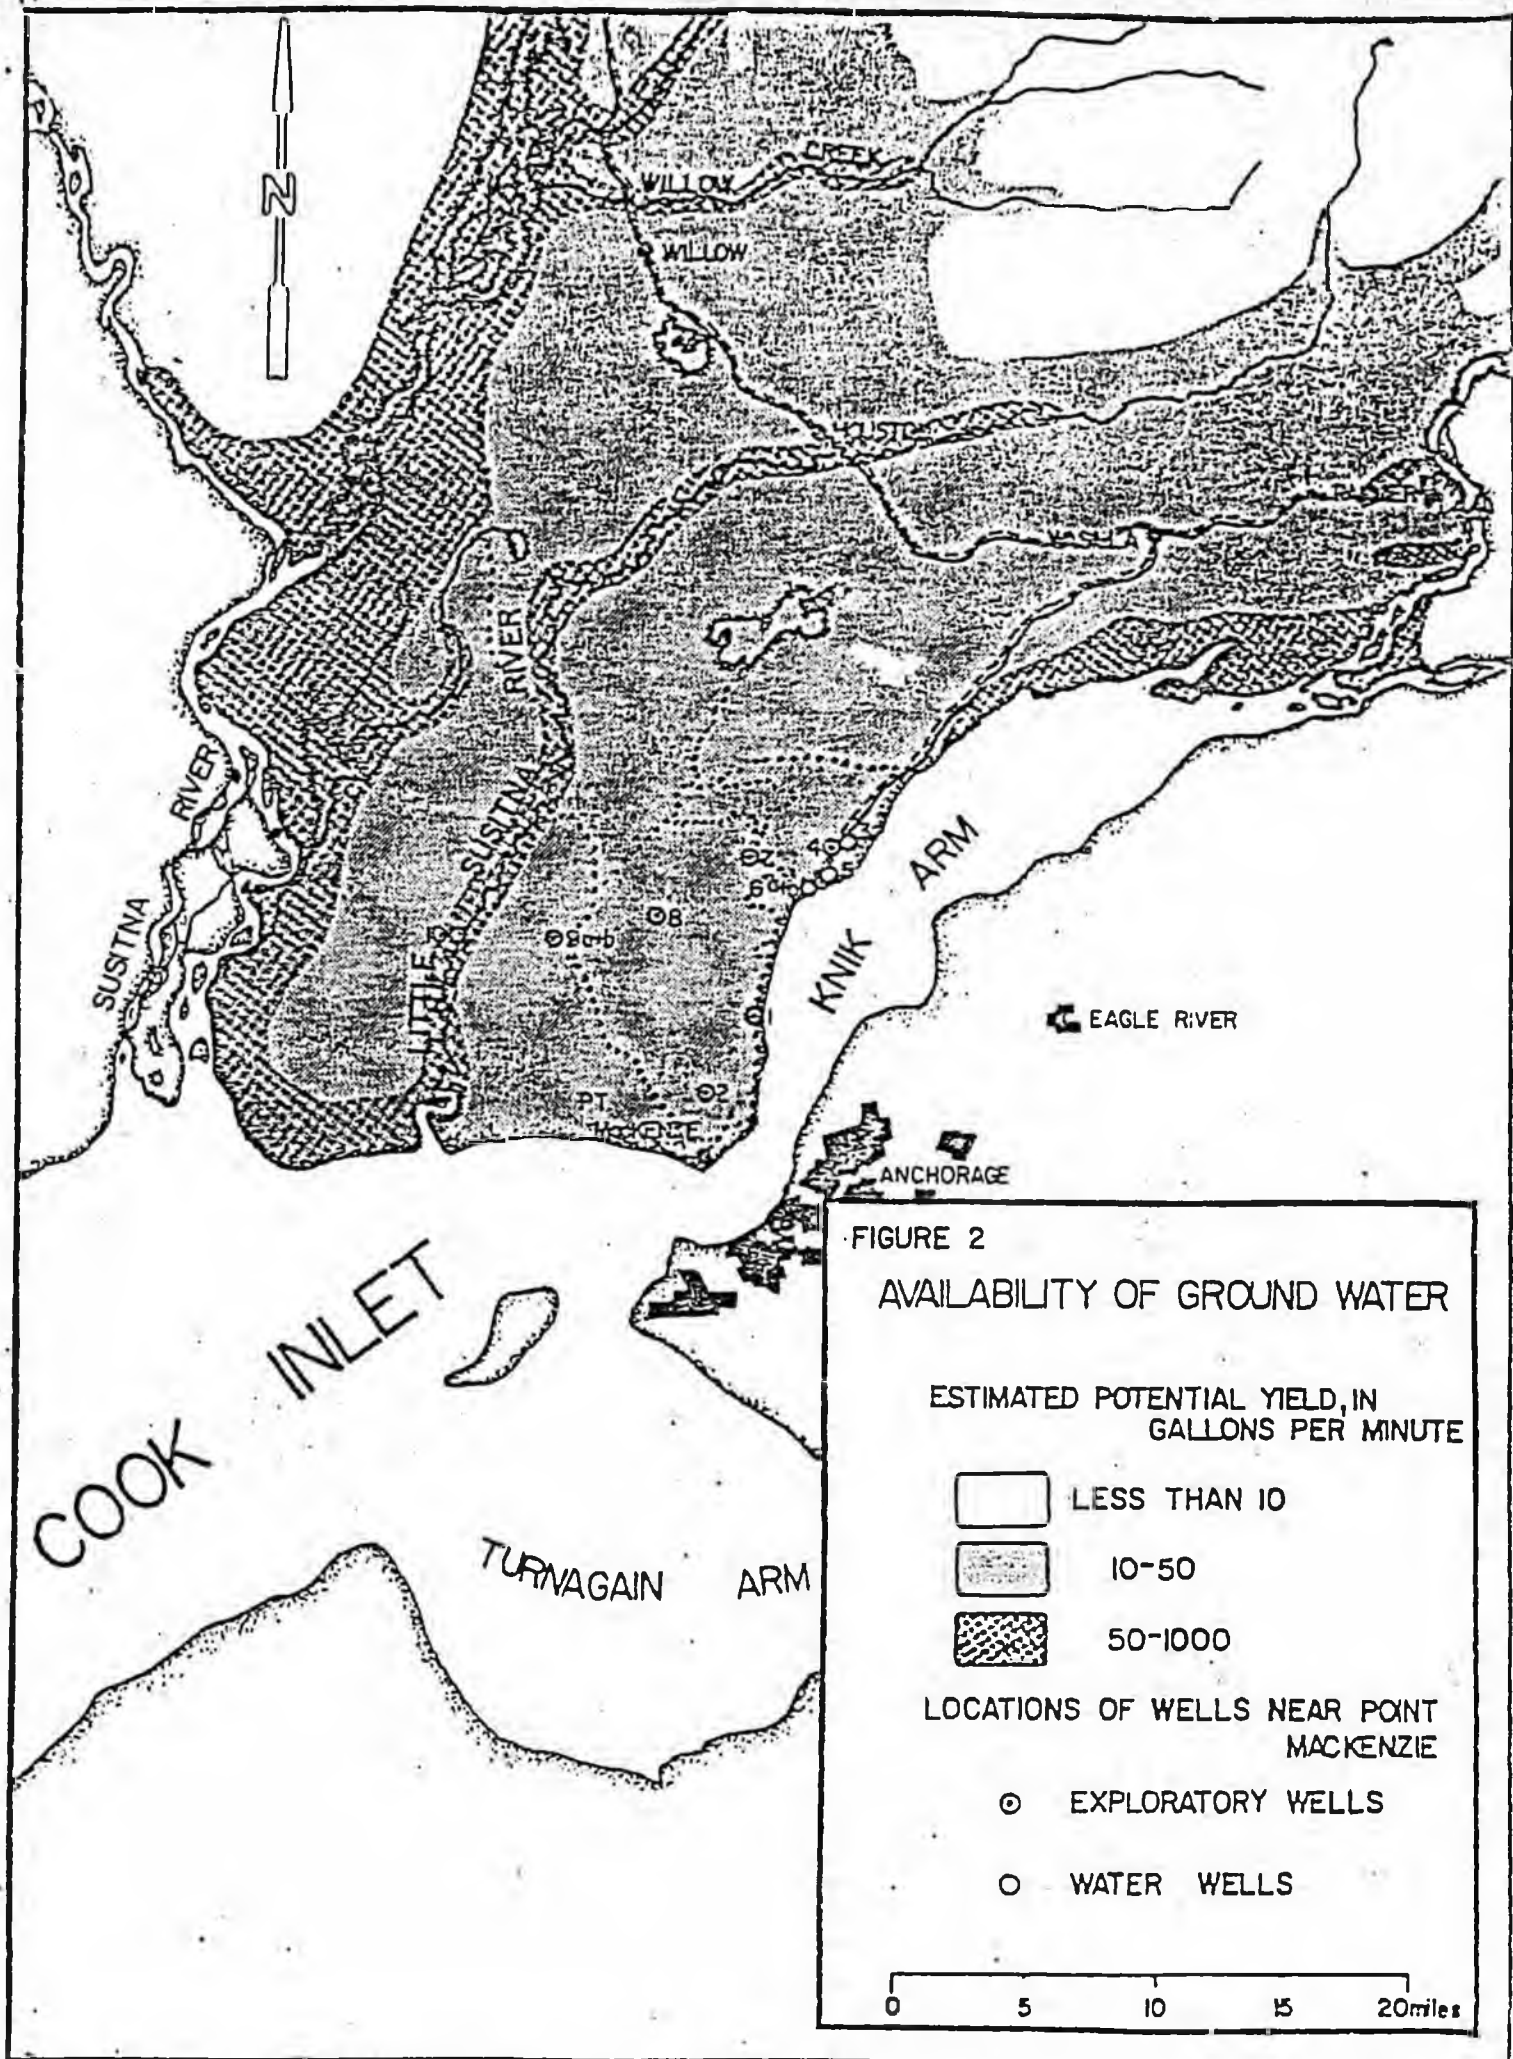 N
CREEK
WILLOW
WILLOW
RIVER
RIVER
SUSITNA
LITTLE
SUSITNA
KNIK
ARM
EAGLE RIVER
PT
ANCHORAGE
COOK
INLET
TURNAGAIN ARM
FIGURE 2
AVAILABILITY OF GROUND WATER
ESTIMATED POTENTIAL YIELD, IN
GALLONS PER MINUTE
LESS THAN 10
10-50
50-1000
LOCATIONS OF WELLS NEAR POINT
MACKENZIE
EXPLORATORY WELLS
WATER WELLS
0 5 10 15 20miles